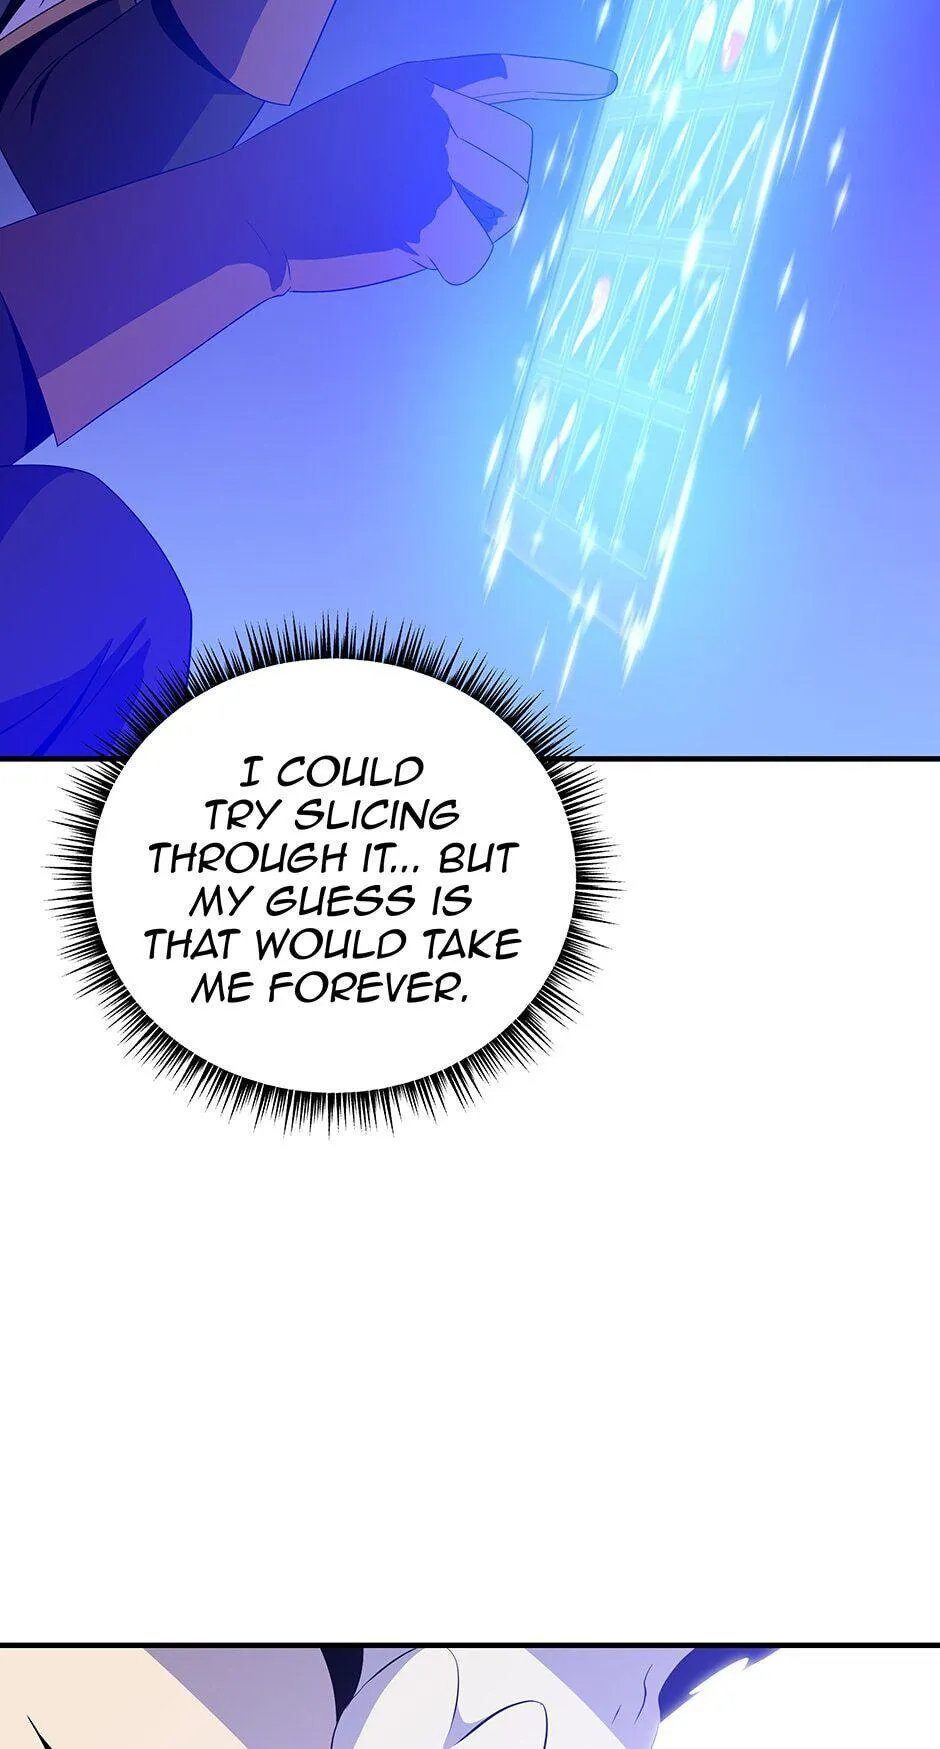 I COULD
TRY SLICING
THROUGH IT... BUT
MY GUESS IS
THAT WOULD TAKE
ME FOREVER.